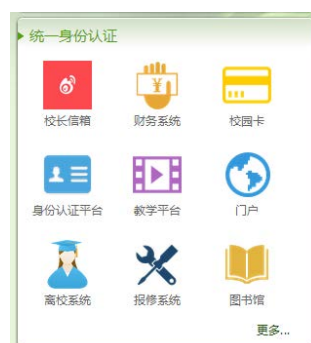 统一身份认证
校长信箱 财务系统 校园卡
身份认证平台 教学平台 门户
离校系统 报修系统 图书馆
更多...